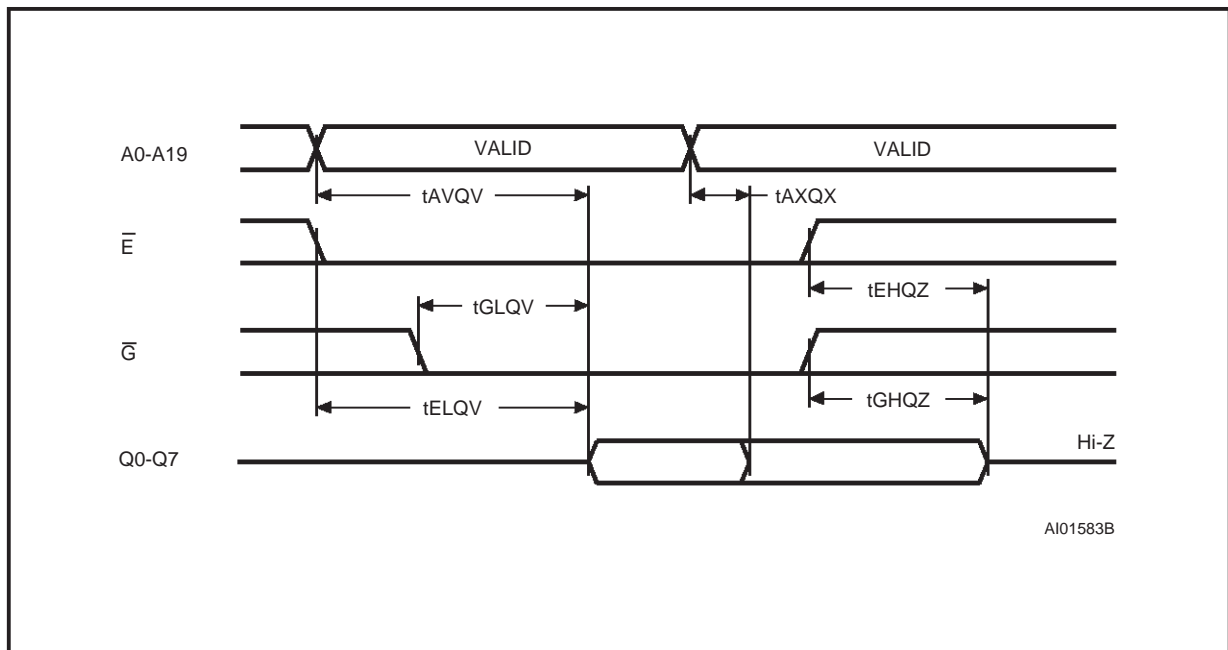 A0-A19
VALID
VALID
tAVQV
tAXQX
E̅
tEHQZ
tGLQV
G̅
tGHQZ
tELQV
Q0-Q7
Hi-Z
AI01583B